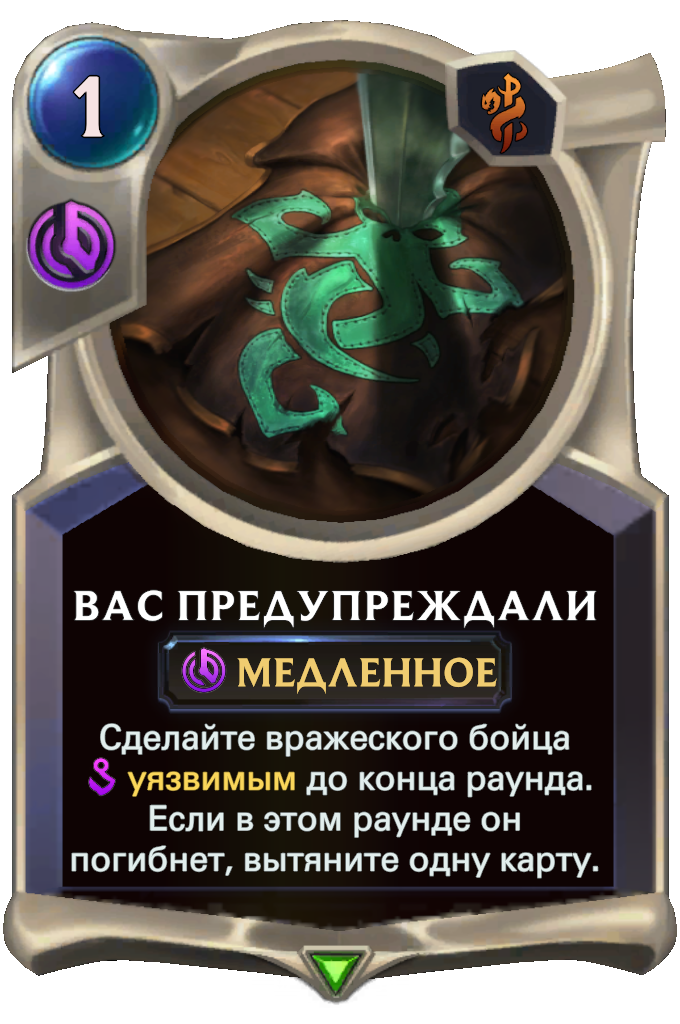 1
ВАС ПРЕДУПРЕЖДАЛИ
МЕДЛЕННОЕ
Сделайте вражеского бойца
уязвимым до конца раунда.
Если в этом раунде он
погибнет, вытяните одну карту.